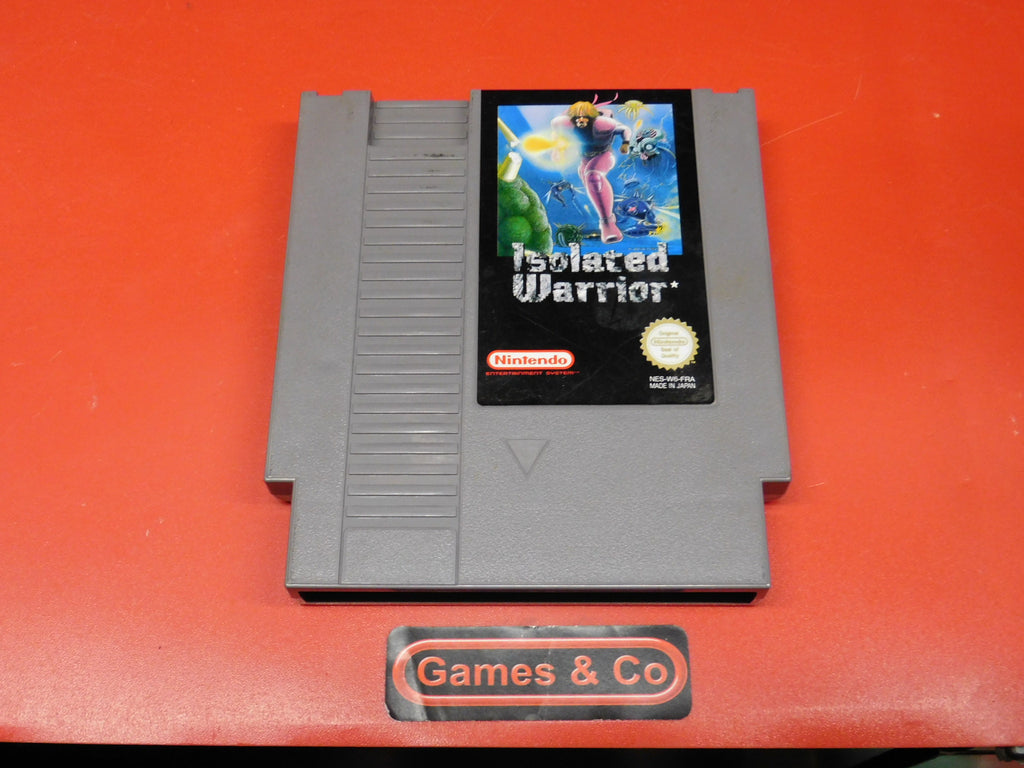 Isolated
Warrior*
Nintendo
ENTERTAINMENT SYSTEM™
Original
Nintendo
Seal of
Quality
NES-W6-FRA
MADE IN JAPAN
Games & Co